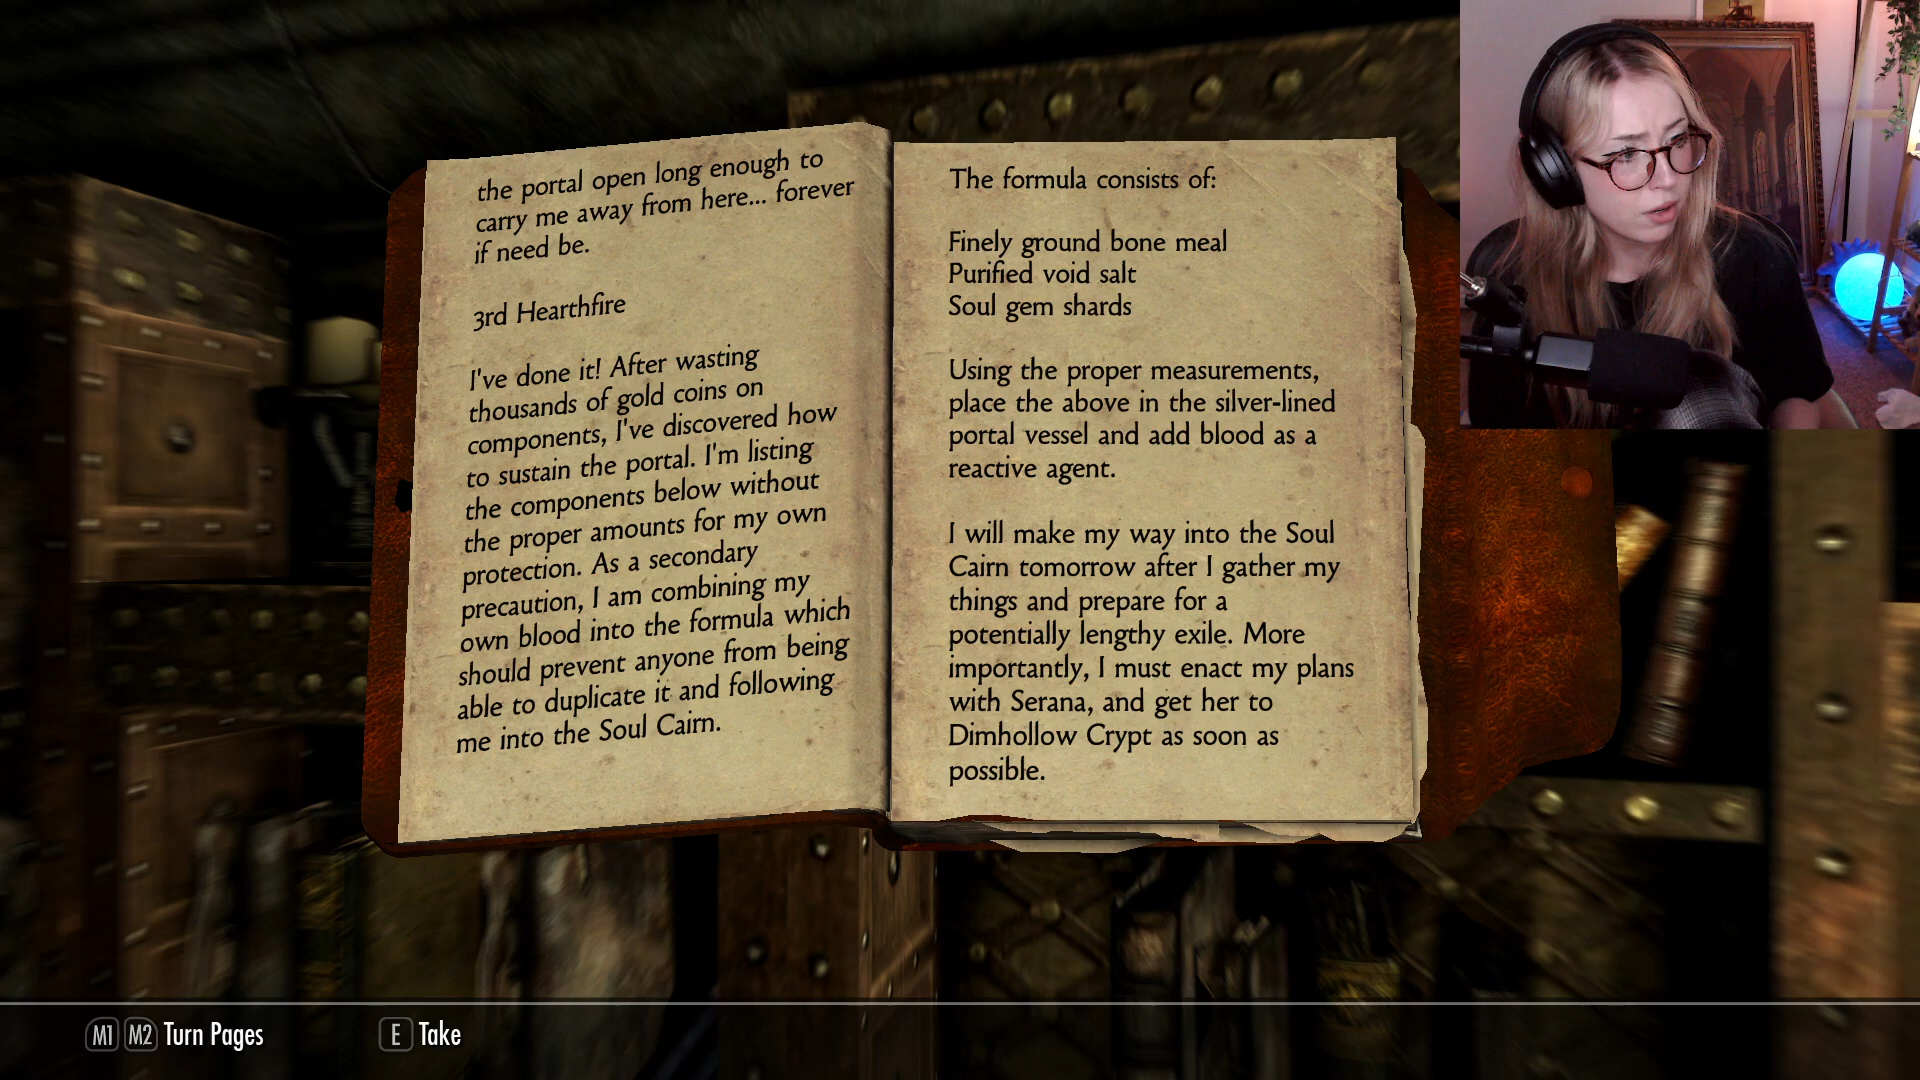 the portal open long enough to
carry me away from here... forever
if need be.
3rd Hearthfire
I've done it! After wasting
thousands of gold coins on
components, I've discovered how
to sustain the portal. I'm listing
the components below without
the proper amounts for my own
protection. As a secondary
precaution, I am combining my
own blood into the formula which
should prevent anyone from being
able to duplicate it and following
me into the Soul Cairn.
The formula consists of:
Finely ground bone meal
Purified void salt
Soul gem shards
Using the proper measurements,
place the above in the silver-lined
portal vessel and add blood as a
reactive agent.
I will make my way into the Soul
Cairn tomorrow after I gather my
things and prepare for a
potentially lengthy exile. More
importantly, I must enact my plans
with Serana, and get her to
Dimhollow Crypt as soon as
possible.
M1 M2 Turn Pages
E Take